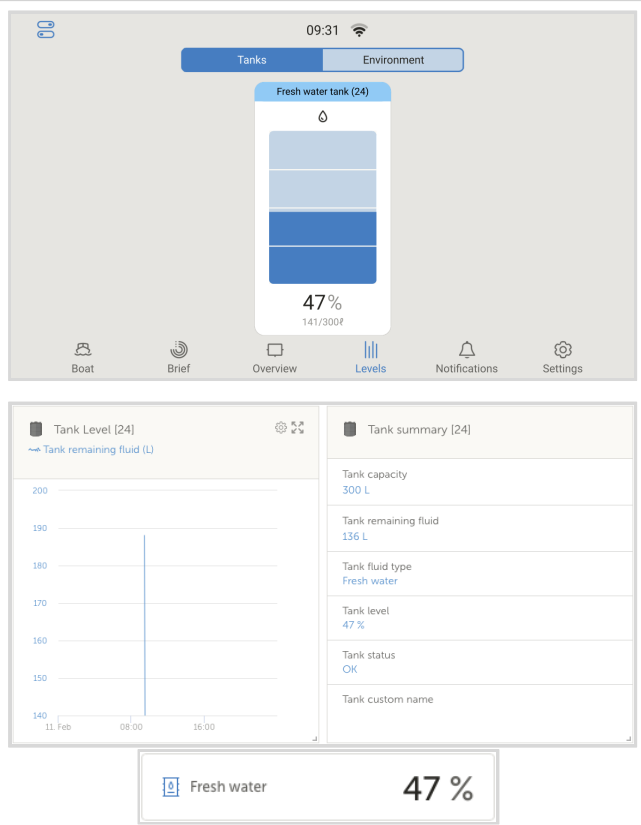 09:31
Tanks Environment
Fresh water tank (24)
47%
141/300ℓ
Boat Brief Overview Levels Notifications Settings
Tank Level [24]
Tank remaining fluid (L)
200
190
180
170
160
150
140
11. Feb 08:00 16:00
Tank summary [24]
Tank capacity
300 L
Tank remaining fluid
136 L
Tank fluid type
Fresh water
Tank level
47 %
Tank status
OK
Tank custom name
Fresh water 47 %